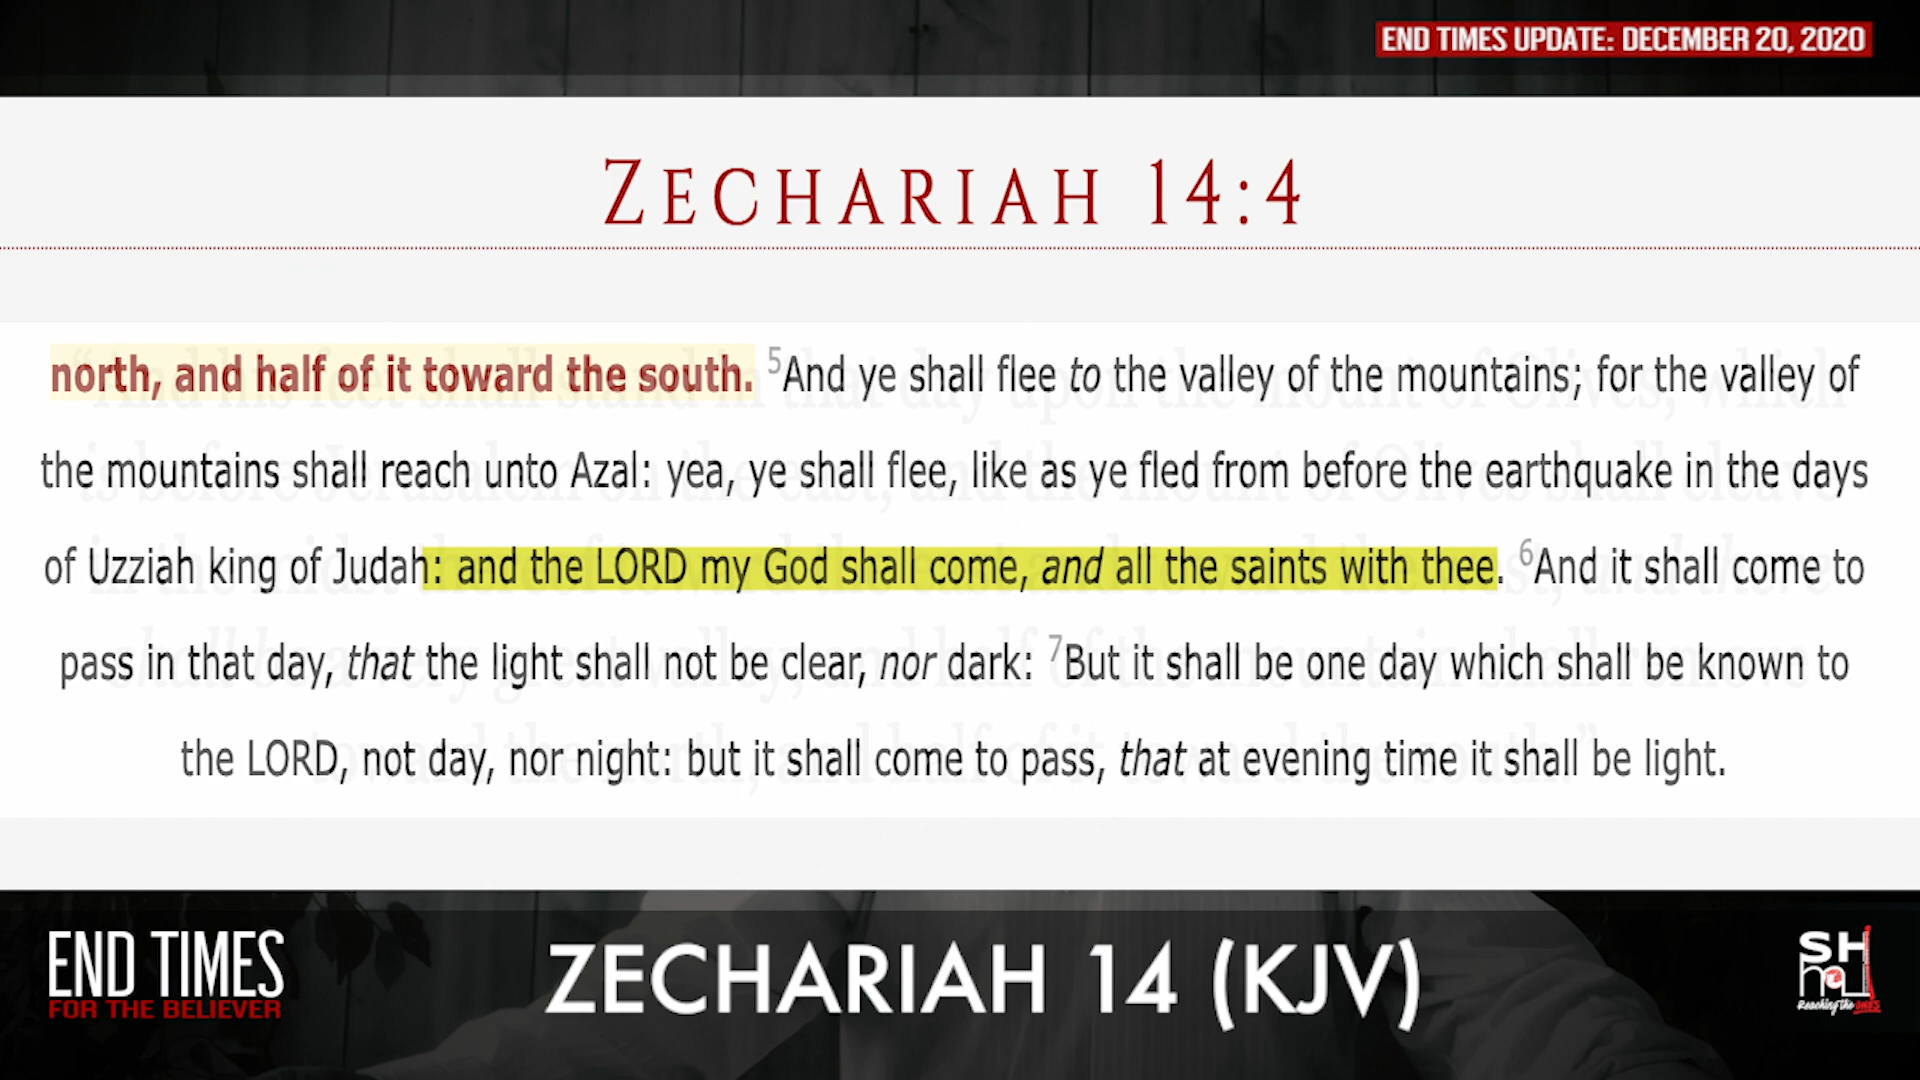 END TIMES UPDATE: DECEMBER 20, 2020
ZECHARIAH 14:4
north, and half of it toward the south. 5And ye shall flee to the valley of the mountains; for the valley of
the mountains shall reach unto Azal: yea, ye shall flee, like as ye fled from before the earthquake in the days
of Uzziah king of Judah: and the LORD my God shall come, and all the saints with thee. 6And it shall come to
pass in that day, that the light shall not be clear, nor dark: 7But it shall be one day which shall be known to
the LORD, not day, nor night: but it shall come to pass, that at evening time it shall be light.
END TIMES
FOR THE BELIEVER
ZECHARIAH 14 (KJV)
SH
Reaching the